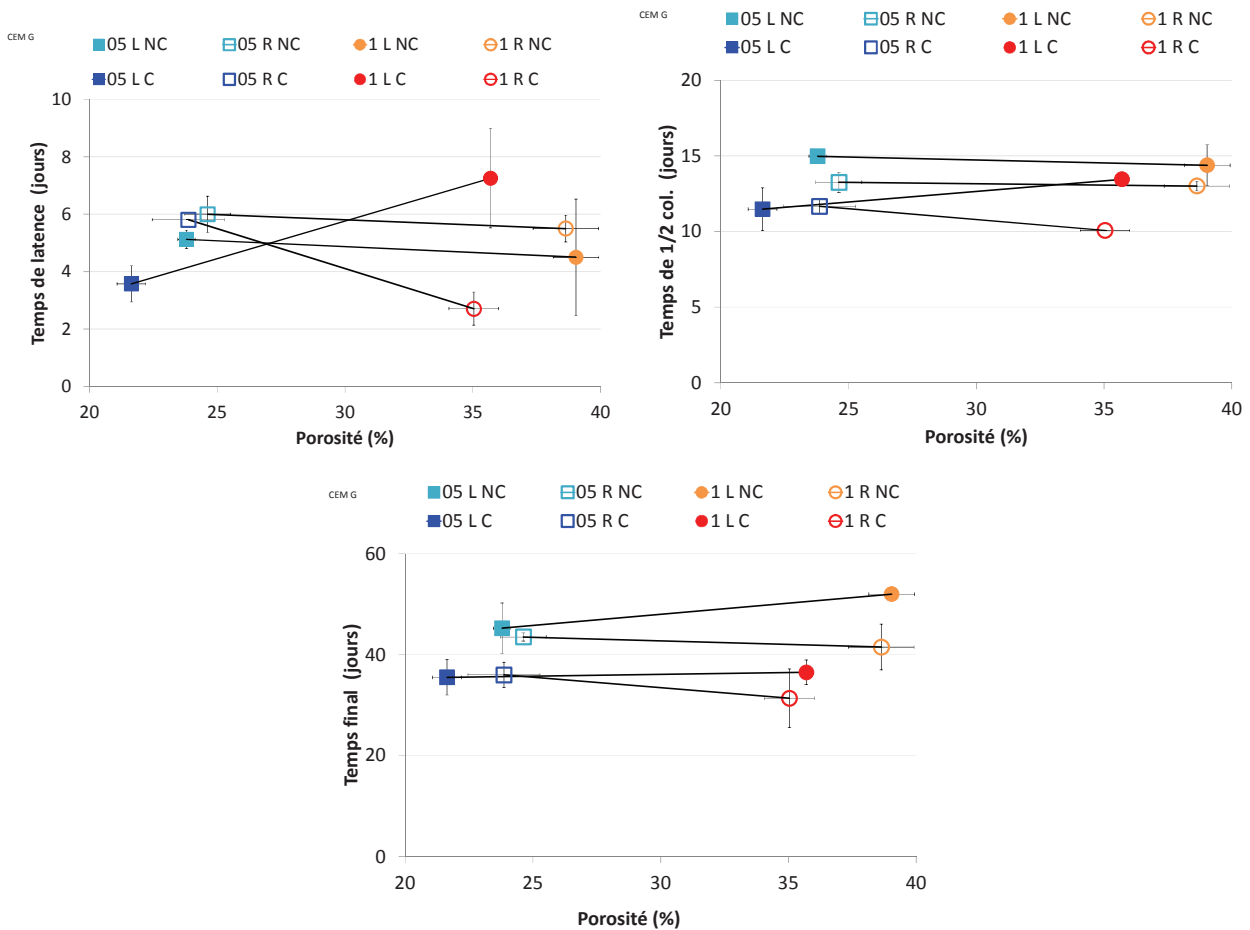 CEM G
05 L NC 05 R NC 1 L NC 1 R NC
05 L C 05 R C 1 L C 1 R C
Temps de latence (jours)
10
8
6
4
2
0
20 25 30 35 40
Porosité (%)
CEM G
05 L NC 05 R NC 1 L NC 1 R NC
05 L C 05 R C 1 L C 1 R C
Temps de 1/2 col. (jours)
20
15
10
5
0
20 25 30 35 40
Porosité (%)
CEM G
05 L NC 05 R NC 1 L NC 1 R NC
05 L C 05 R C 1 L C 1 R C
Temps final (jours)
60
40
20
0
20 25 30 35 40
Porosité (%)